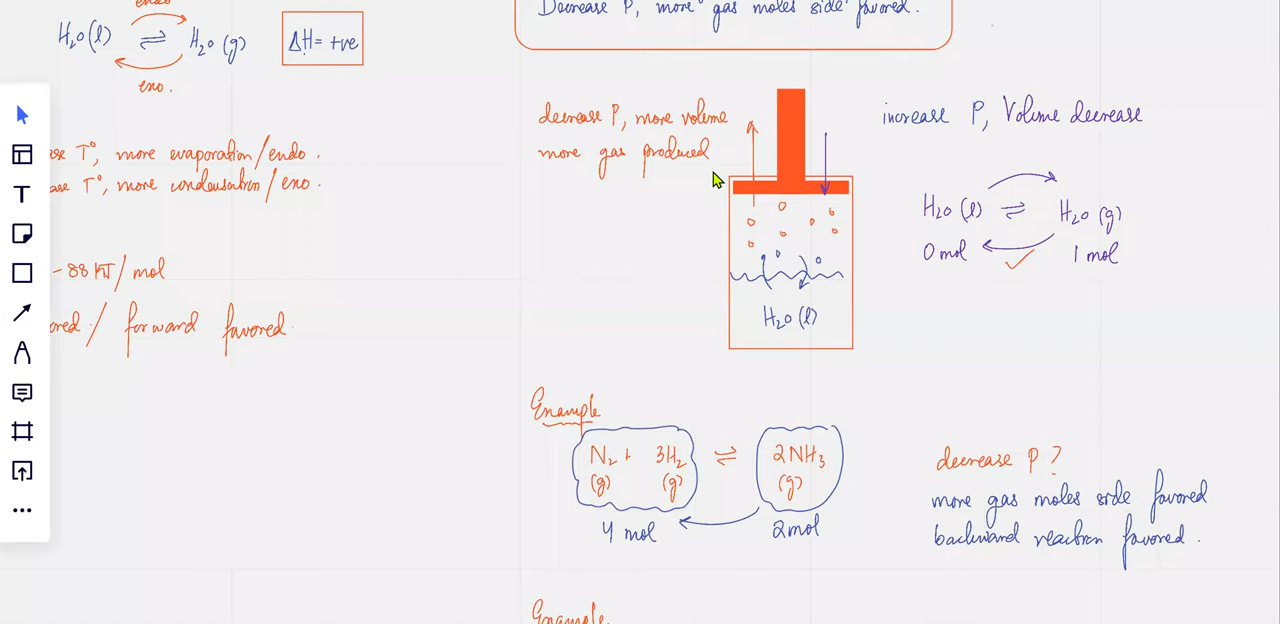 Decrease P, more gas moles side favored.
endo
H₂O(l) ⇌ H₂O(g)
ΔH = +ve
exo.
T° , more evaporation/endo.
T° , more condensation/exo.
- 88 kJ/mol
/ forward favored.
decrease P, more volume
more gas produced
increase P, Volume decrease
H₂O(l) ⇌ H₂O(g)
0 mol
1 mol
✓
H₂O(l)
Example
N₂ + 3H₂ ⇌ 2NH₃
(g) (g) (g)
4 mol
2 mol
decrease P?
more gas moles side favored
backward reaction favored.
Example
T
A